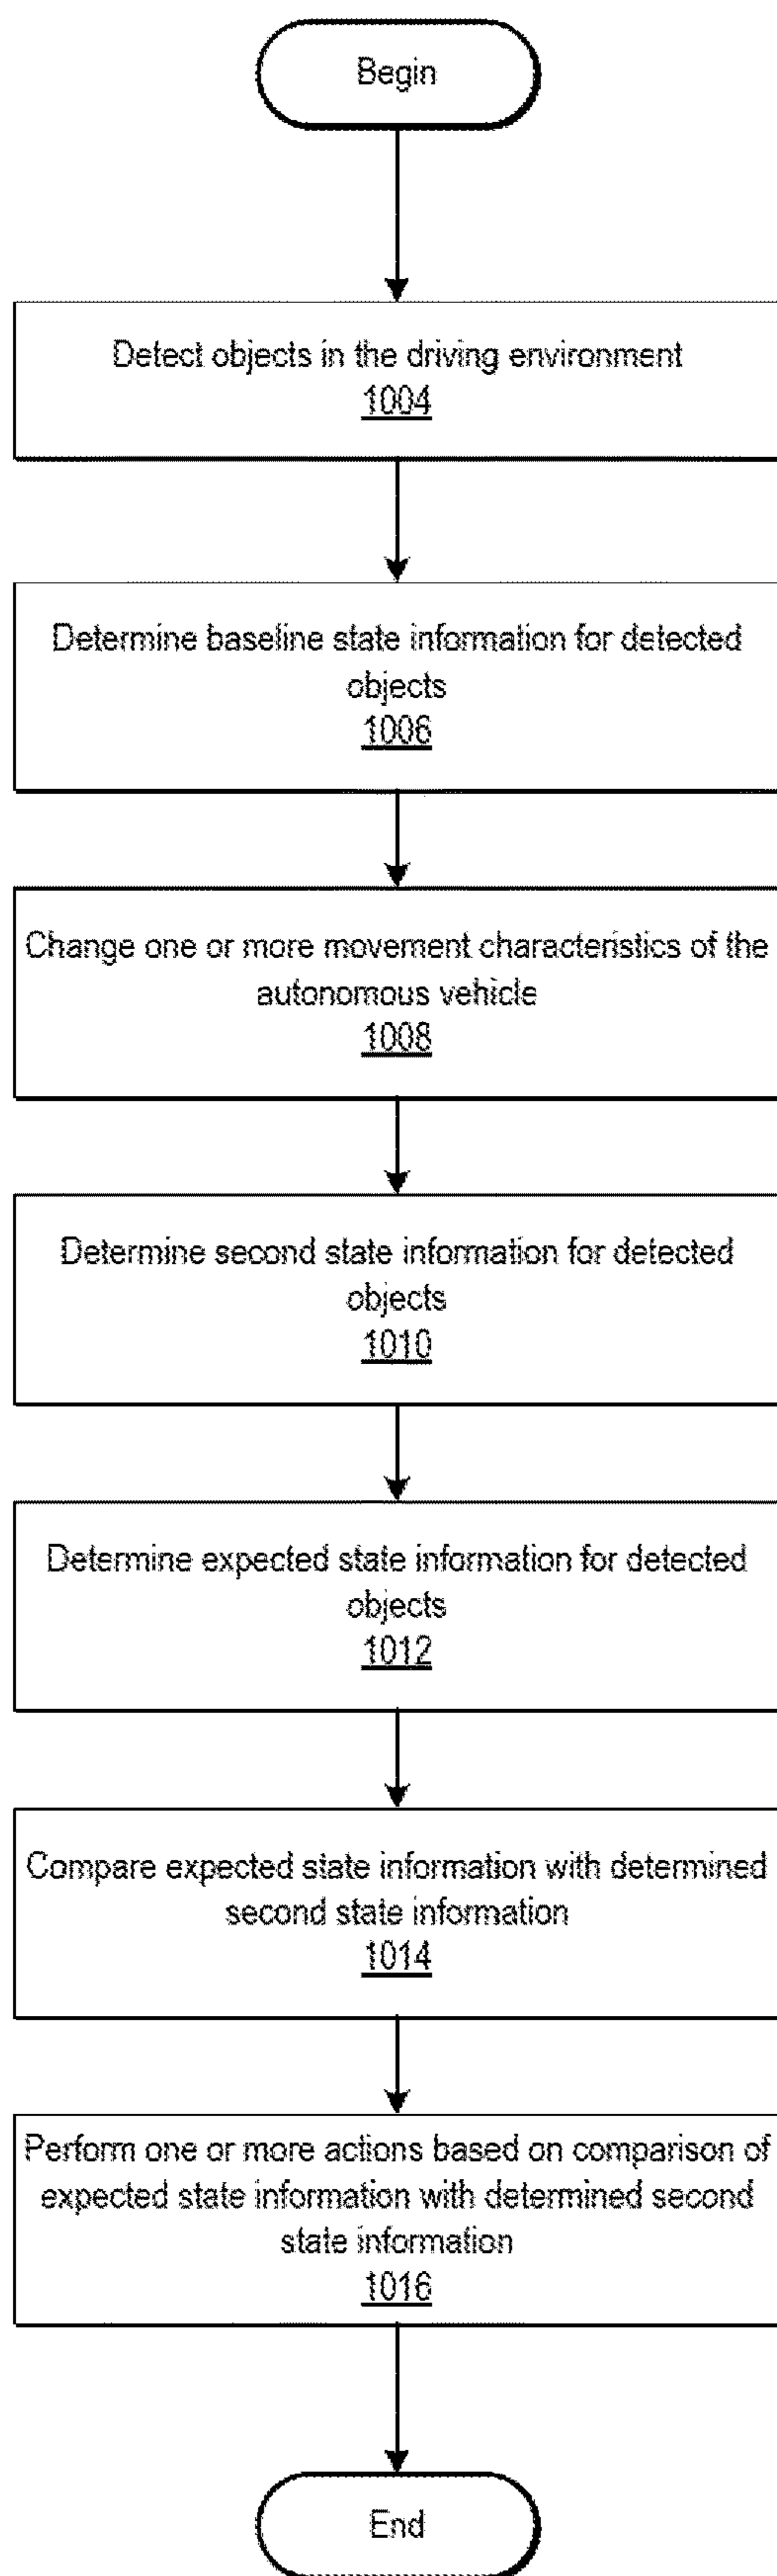 Begin
Detect objects in the driving environment
1004
Determine baseline state information for detected
objects
1006
Change one or more movement characteristics of the
autonomous vehicle
1008
Determine second state information for detected
objects
1010
Determine expected state information for detected
objects
1012
Compare expected state information with determined
second state information
1014
Perform one or more actions based on comparison of
expected state information with determined second
state information
1016
End